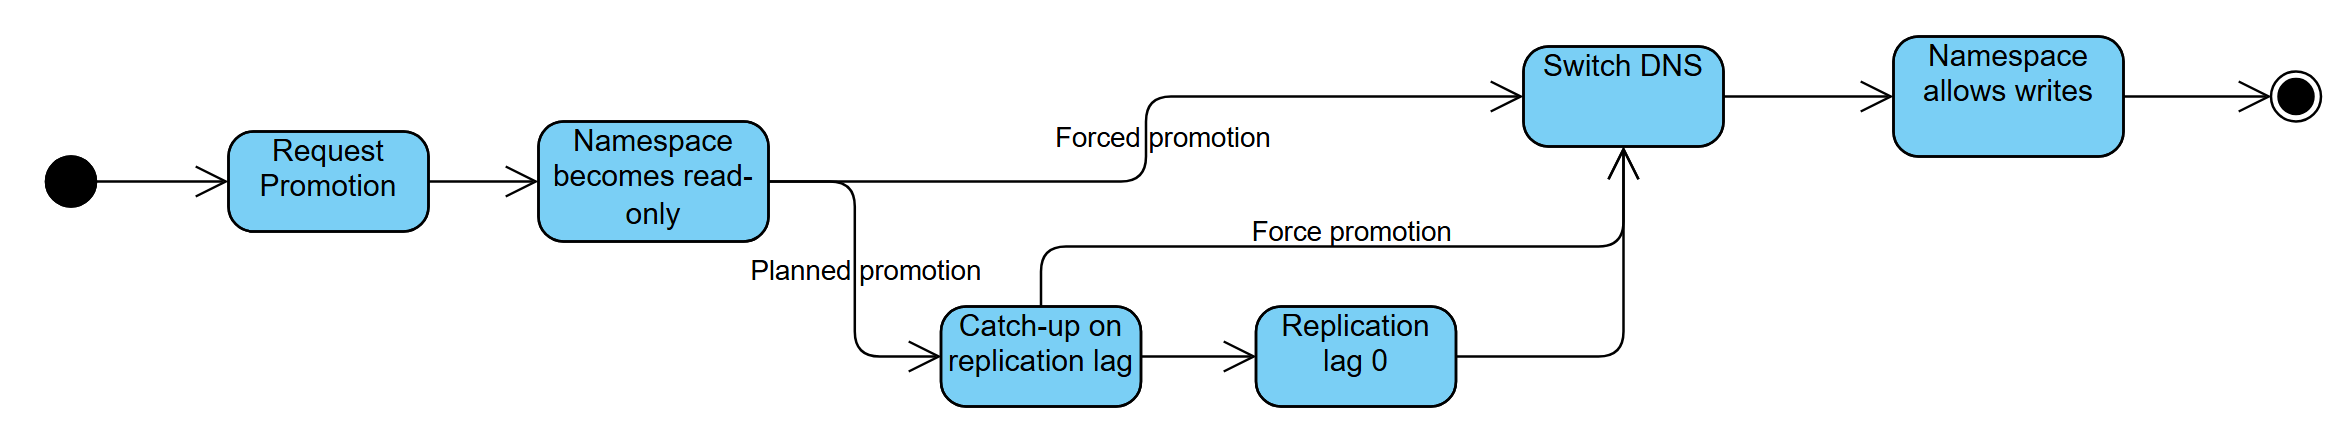 Request
Promotion
Namespace
becomes read-
only
Forced promotion
Planned promotion
Force promotion
Catch-up on
replication lag
Replication
lag 0
Switch DNS
Namespace
allows writes